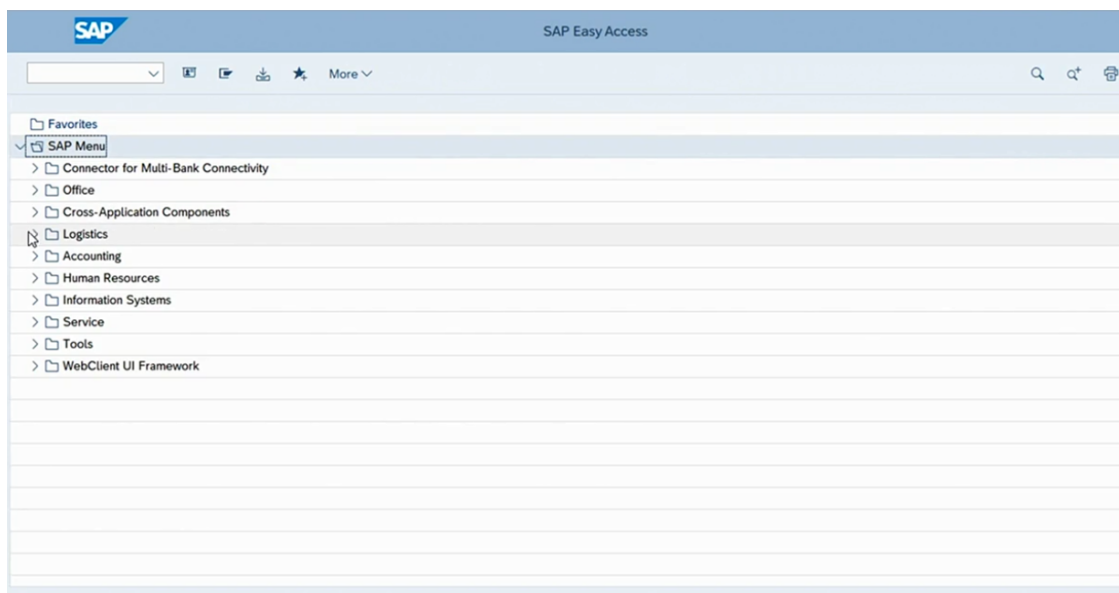 SAP
SAP Easy Access
More
Favorites
SAP Menu
Connector for Multi-Bank Connectivity
Office
Cross-Application Components
Logistics
Accounting
Human Resources
Information Systems
Service
Tools
WebClient UI Framework